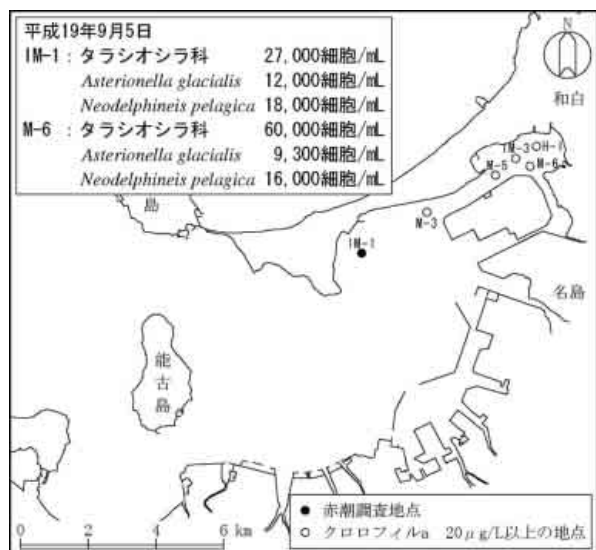 平成19年9月5日
IM-1 : タラシオシラ科 27,000細胞/mL
Asterionella glacialis 12,000細胞/mL
Neodelphineis pelagica 18,000細胞/mL
M-6 : タラシオシラ科 60,000細胞/mL
Asterionella glacialis 9,300細胞/mL
Neodelphineis pelagica 16,000細胞/mL
N
和白
IM-3
M-5
M-6
島
M-3
IM-1
名島
能古島
● 赤潮調査地点
○ クロロフィルa 20μg/L以上の地点
0 2 4 6 km